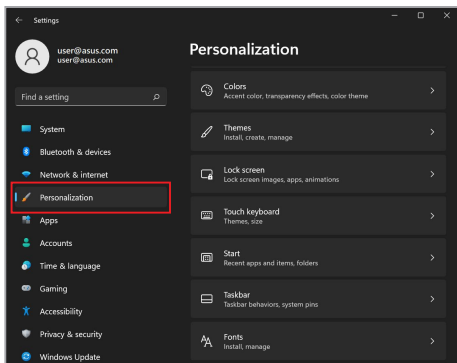 Settings
user@asus.com
user@asus.com
Find a setting
System
Bluetooth & devices
Network & internet
Personalization
Apps
Accounts
Time & language
Gaming
Accessibility
Privacy & security
Windows Update
Personalization
Colors
Accent color, transparency effects, color theme
Themes
Install, create, manage
Lock screen
Lock screen images, apps, animations
Touch keyboard
Themes, size
Start
Recent apps and items, folders
Taskbar
Taskbar behaviors, system pins
Fonts
Install, manage